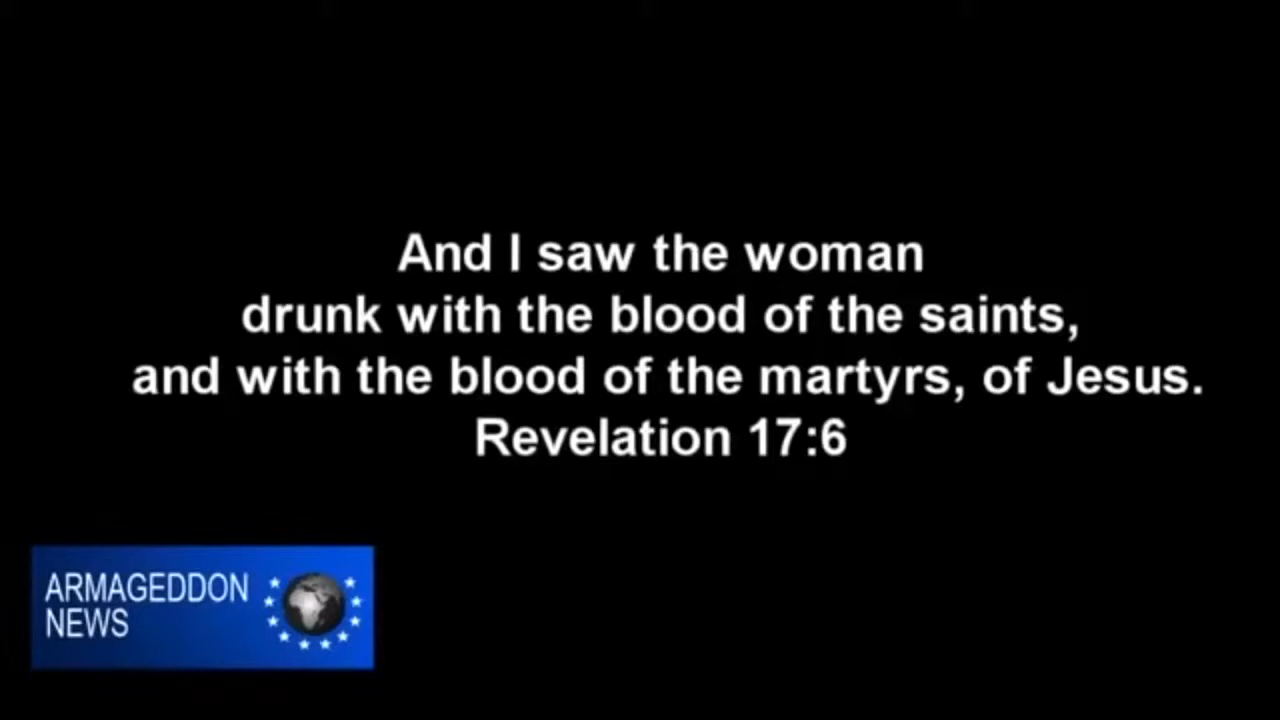 And I saw the woman
drunk with the blood of the saints,
and with the blood of the martyrs, of Jesus.
Revelation 17:6
ARMAGEDDON
NEWS